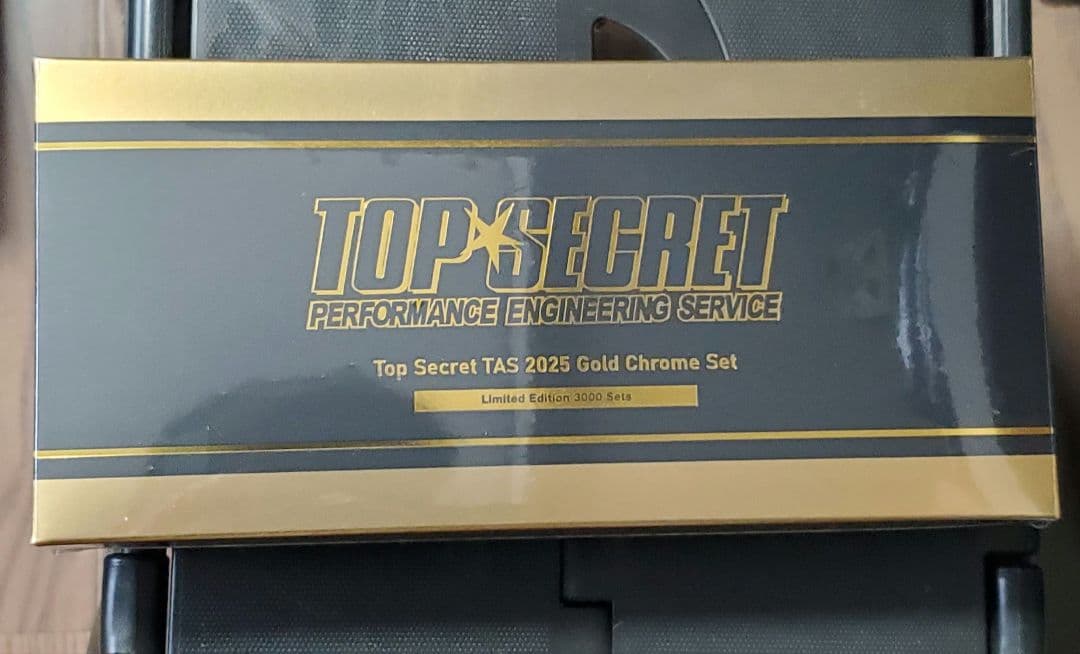 TOP SECRET
PERFORMANCE ENGINEERING SERVICE
Top Secret TAS 2025 Gold Chrome Set
Limited Edition 3000 Sets